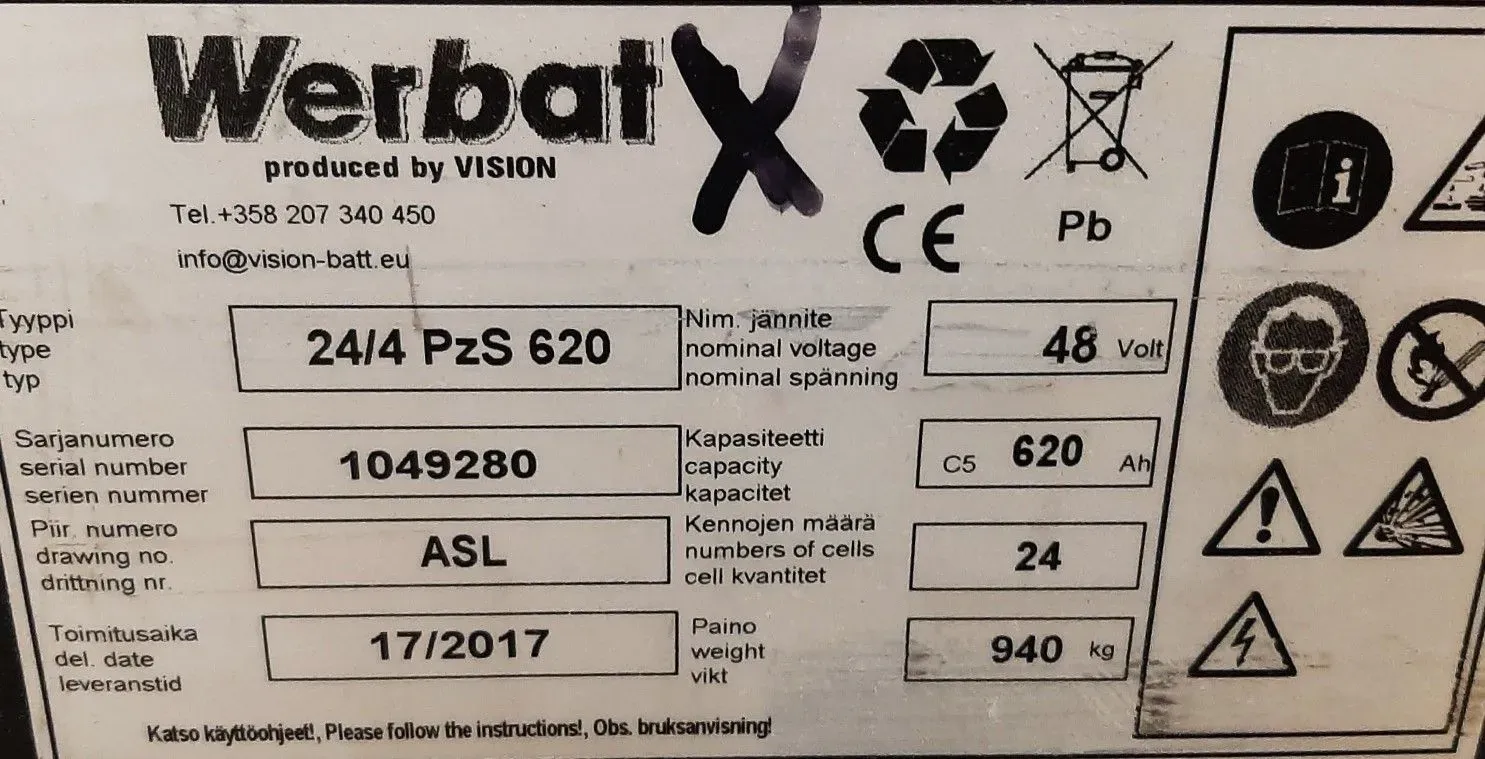 Werbat
produced by VISION
Tel.+358 207 340 450
info@vision-batt.eu
CE
Pb
Tyyppi
type
typ
24/4 PzS 620
Nim. jännite
nominal voltage
nominal spänning
48 Volt
Sarjanumero
serial number
serien nummer
1049280
Kapasiteetti
capacity
kapacitet
C5 620 Ah
Piir. numero
drawing no.
drittning nr.
ASL
Kennojen määrä
numbers of cells
cell kvantitet
24
Toimitusaika
del. date
leveranstid
17/2017
Paino
weight
vikt
940 kg
Katso käyttöohjeet!, Please follow the instructions!, Obs. bruksanvisning!